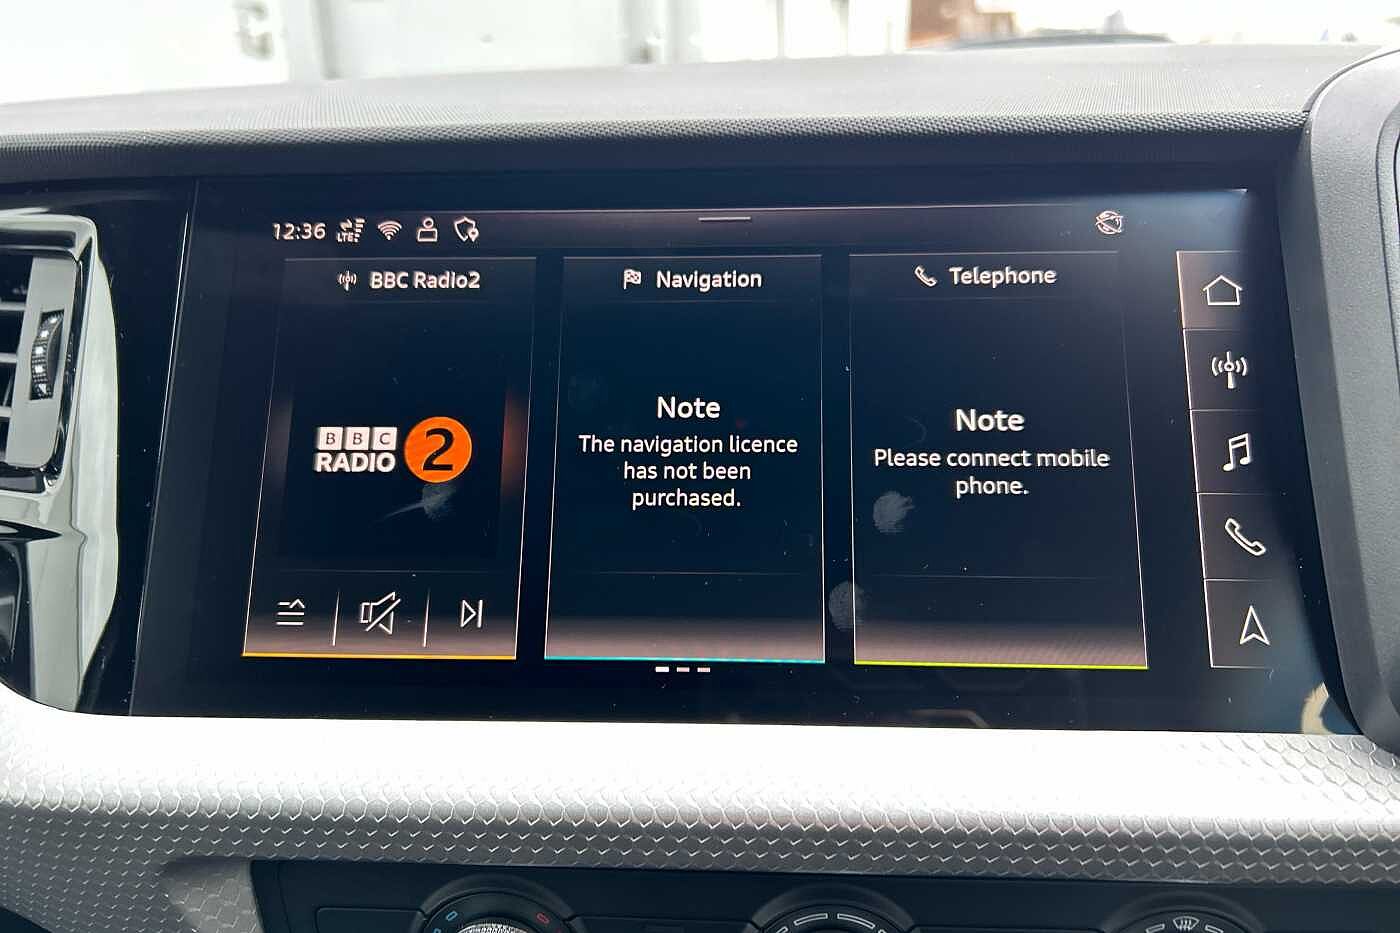 12:36 LTE
BBC Radio2
Navigation
Telephone
BBC
RADIO 2
Note
The navigation licence
has not been
purchased.
Note
Please connect mobile
phone.